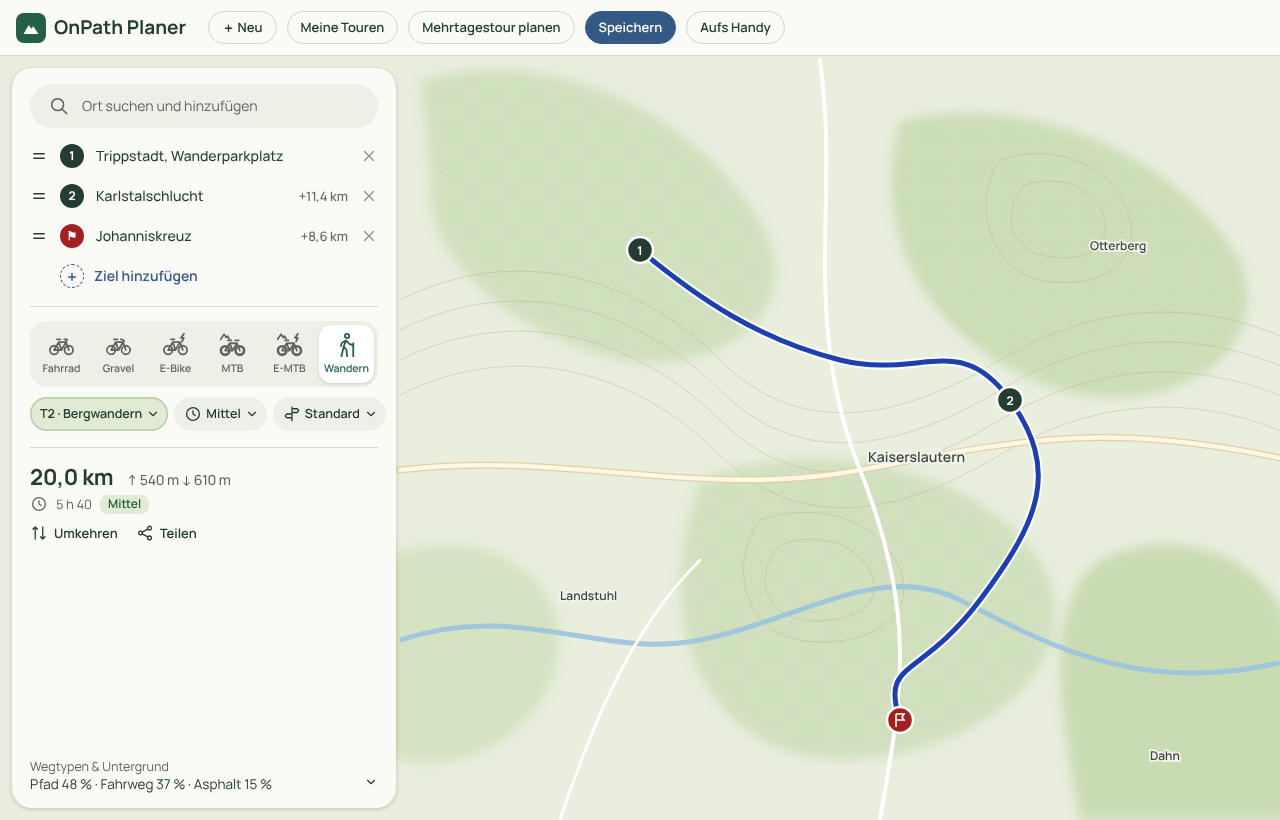 OnPath Planer
+ Neu
Meine Touren
Mehrtagestour planen
Speichern
Aufs Handy
Ort suchen und hinzufügen
1 Trippstadt, Wanderparkplatz
2 Karlstalschlucht +11,4 km
Johanniskreuz +8,6 km
+ Ziel hinzufügen
Fahrrad Gravel E-Bike MTB E-MTB Wandern
T2 · Bergwandern Mittel Standard
20,0 km ↑ 540 m ↓ 610 m
5 h 40 Mittel
Umkehren Teilen
Wegtypen & Untergrund
Pfad 48 % · Fahrweg 37 % · Asphalt 15 %
Otterberg
1
2
Kaiserslautern
Landstuhl
Dahn